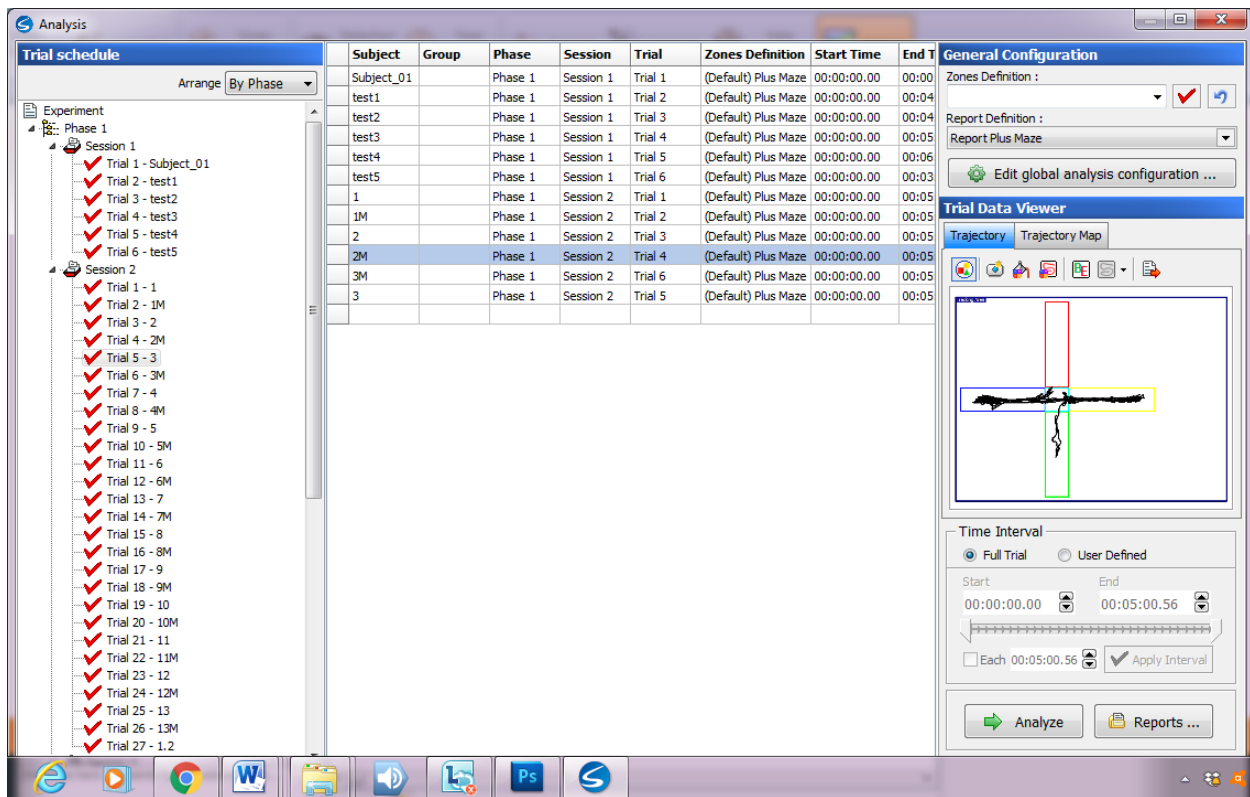 Analysis
Trial schedule
Arrange By Phase
Experiment
Phase 1
Session 1
Trial 1 - Subject_01
Trial 2 - test1
Trial 3 - test2
Trial 4 - test3
Trial 5 - test4
Trial 6 - test5
Session 2
Trial 1 - 1
Trial 2 - 1M
Trial 3 - 2
Trial 4 - 2M
Trial 5 - 3
Trial 6 - 3M
Trial 7 - 4
Trial 8 - 4M
Trial 9 - 5
Trial 10 - 5M
Trial 11 - 6
Trial 12 - 6M
Trial 13 - 7
Trial 14 - 7M
Trial 15 - 8
Trial 16 - 8M
Trial 17 - 9
Trial 18 - 9M
Trial 19 - 10
Trial 20 - 10M
Trial 21 - 11
Trial 22 - 11M
Trial 23 - 12
Trial 24 - 12M
Trial 25 - 13
Trial 26 - 13M
Trial 27 - 1.2
Subject Group Phase Session Trial Zones Definition Start Time End T
Subject_01 Phase 1 Session 1 Trial 1 (Default) Plus Maze 00:00:00.00 00:00
test1 Phase 1 Session 1 Trial 2 (Default) Plus Maze 00:00:00.00 00:04
test2 Phase 1 Session 1 Trial 3 (Default) Plus Maze 00:00:00.00 00:04
test3 Phase 1 Session 1 Trial 4 (Default) Plus Maze 00:00:00.00 00:05
test4 Phase 1 Session 1 Trial 5 (Default) Plus Maze 00:00:00.00 00:06
test5 Phase 1 Session 1 Trial 6 (Default) Plus Maze 00:00:00.00 00:03
1 Phase 1 Session 2 Trial 1 (Default) Plus Maze 00:00:00.00 00:05
1M Phase 1 Session 2 Trial 2 (Default) Plus Maze 00:00:00.00 00:05
2 Phase 1 Session 2 Trial 3 (Default) Plus Maze 00:00:00.00 00:05
2M Phase 1 Session 2 Trial 4 (Default) Plus Maze 00:00:00.00 00:05
3M Phase 1 Session 2 Trial 6 (Default) Plus Maze 00:00:00.00 00:05
3 Phase 1 Session 2 Trial 5 (Default) Plus Maze 00:00:00.00 00:05
General Configuration
Zones Definition :
Report Definition :
Report Plus Maze
Edit global analysis configuration ...
Trial Data Viewer
Trajectory Trajectory Map
BE
Time Interval
Full Trial User Defined
Start End
00:00:00.00 00:05:00.56
Each 00:05:00.56 Apply Interval
Analyze Reports ...
W Ps